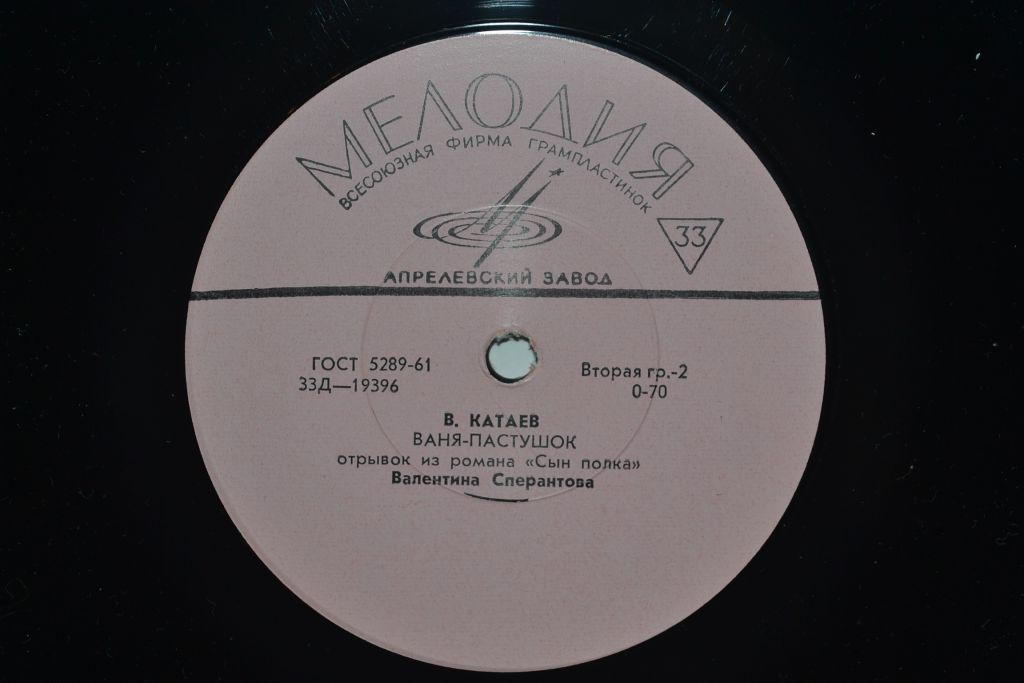 МЕЛОДИЯ
ВСЕСОЮЗНАЯ ФИРМА ГРАМПЛАСТИНОК
33
АПРЕЛЕВСКИЙ ЗАВОД
ГОСТ 5289-61
33Д—19396
Вторая гр.-2
0-70
В. КАТАЕВ
ВАНЯ-ПАСТУШОК
отрывок из романа «Сын полка»
Валентина Сперантова